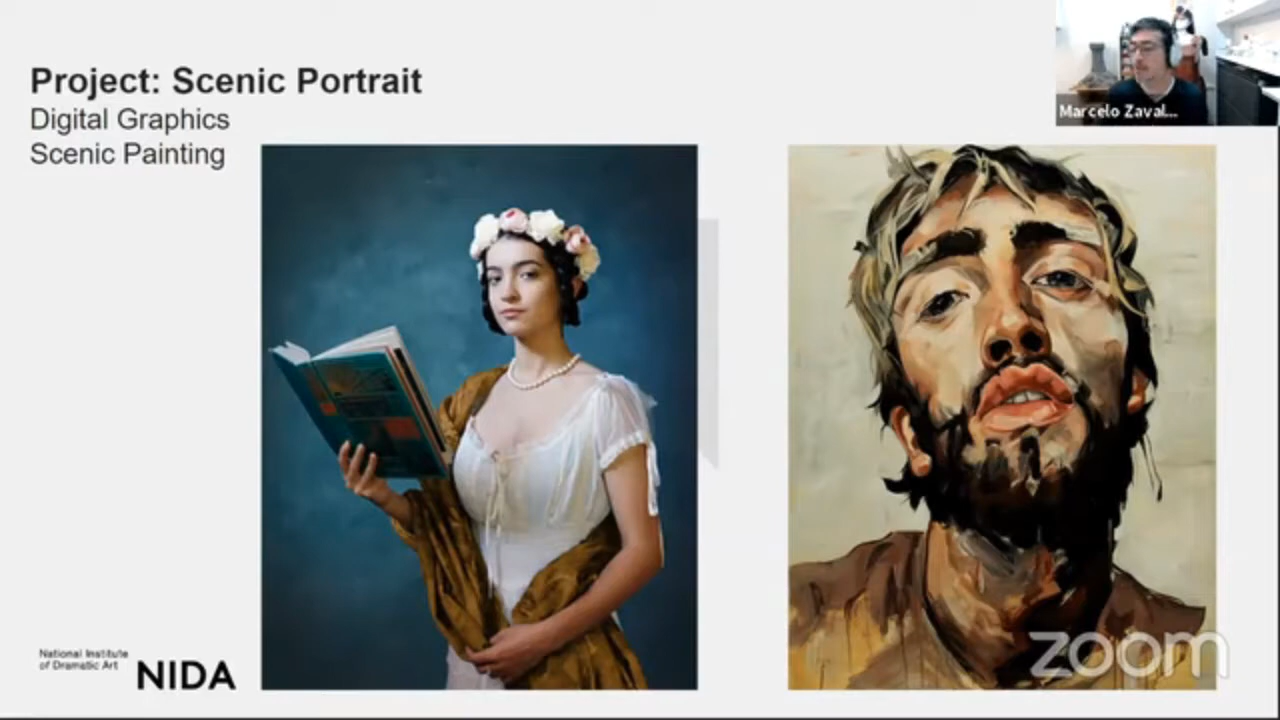 Project: Scenic Portrait
Digital Graphics
Scenic Painting
Marcelo Zaval...
National Institute
of Dramatic Art
NIDA
zoom